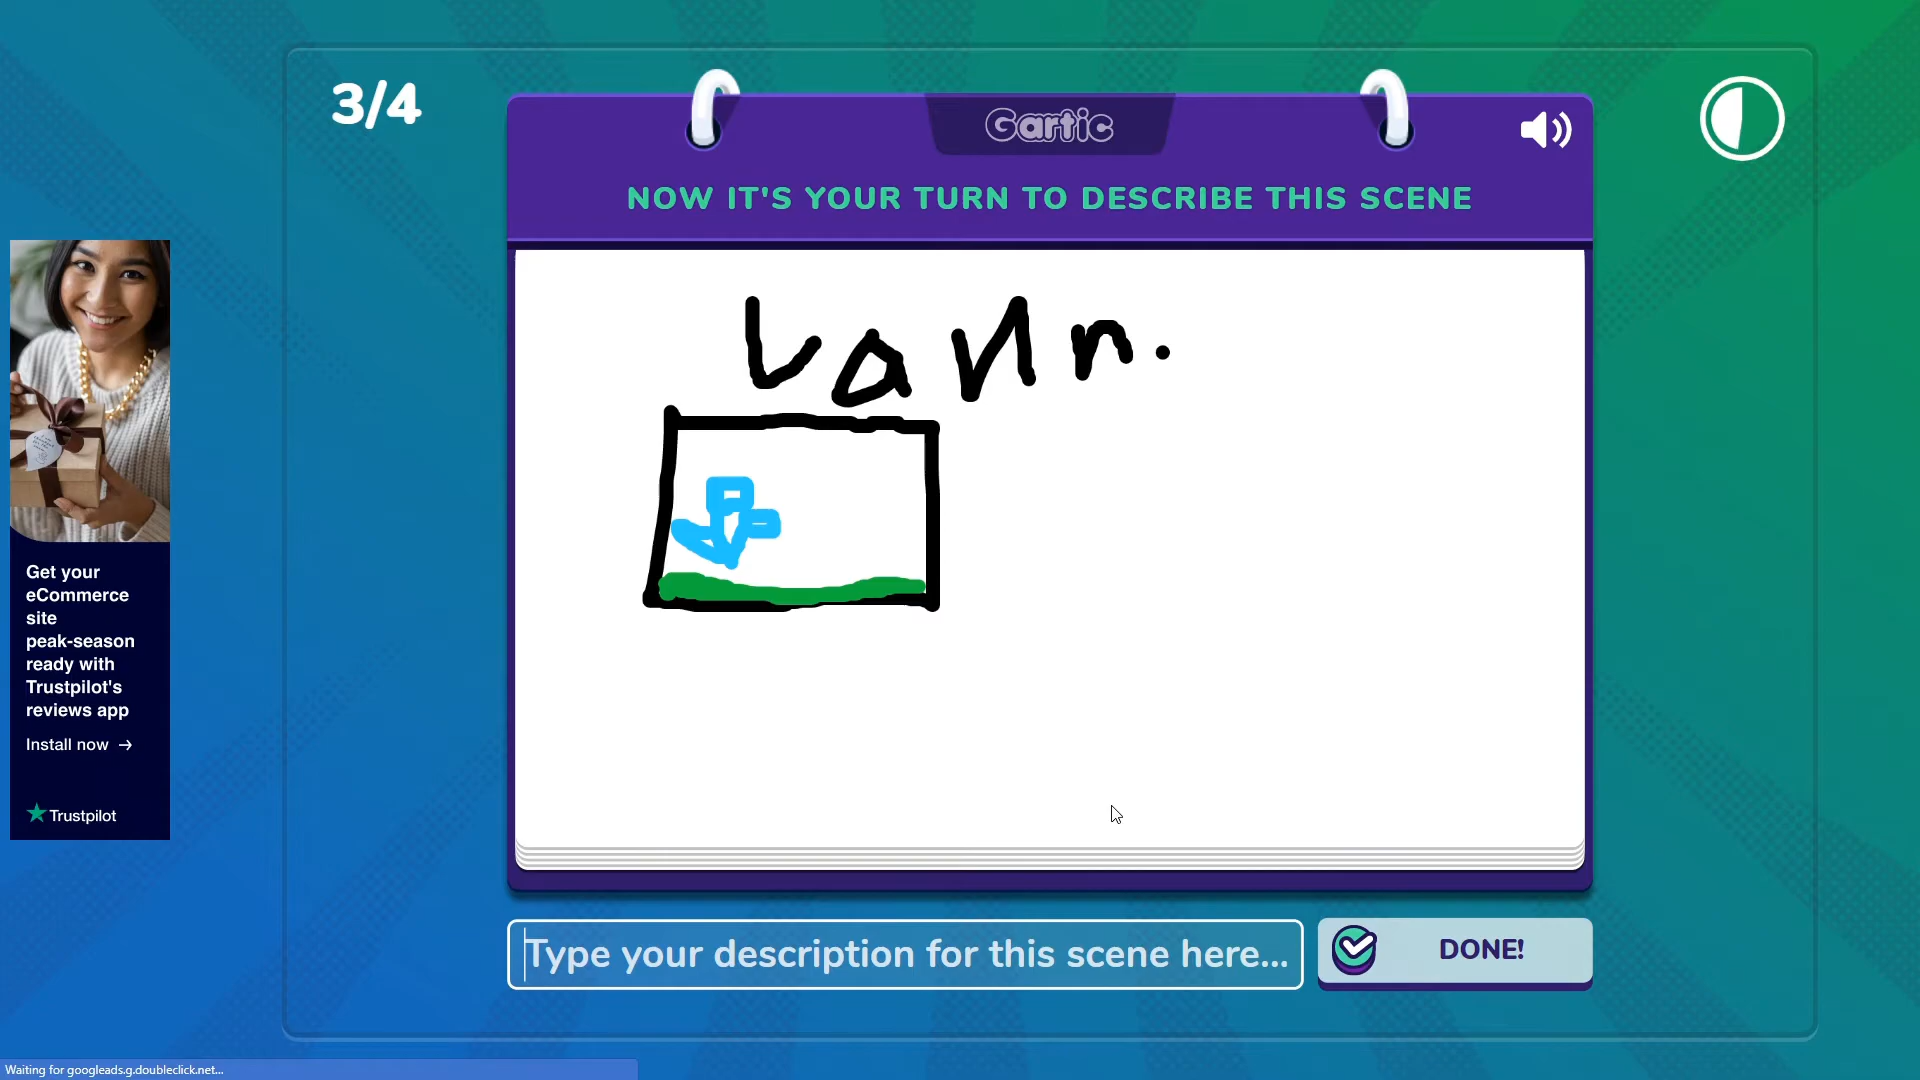 3/4
Gartic
NOW IT'S YOUR TURN TO DESCRIBE THIS SCENE
Get your
eCommerce
site
peak-season
ready with
Trustpilot's
reviews app
Install now →
Trustpilot
Type your description for this scene here...
DONE!
Waiting for googleads.g.doubleclick.net...